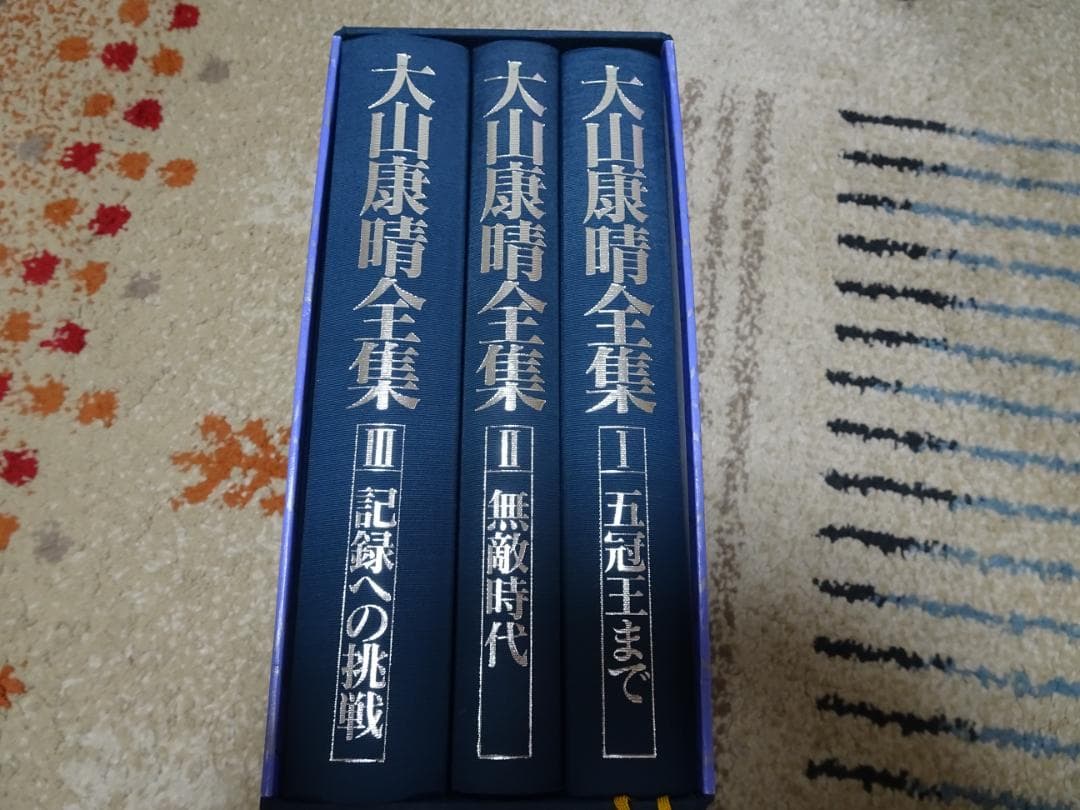 大山康晴全集 I 五冠王まで
大山康晴全集 II 無敵時代
大山康晴全集 III 記録への挑戦